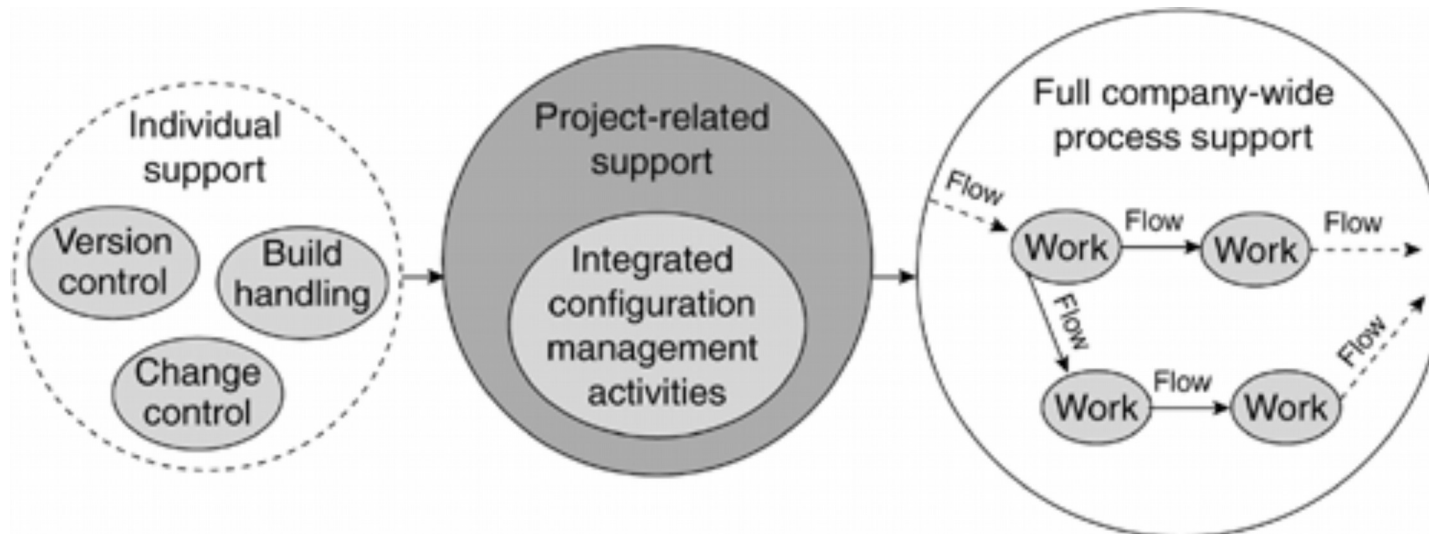 Individual
support
Version
control
Build
handling
Change
control
Project-related
support
Integrated
configuration
management
activities
Full company-wide
process support
Flow
Work
Flow
Work
Flow
Flow
Work
Flow
Work
Flow